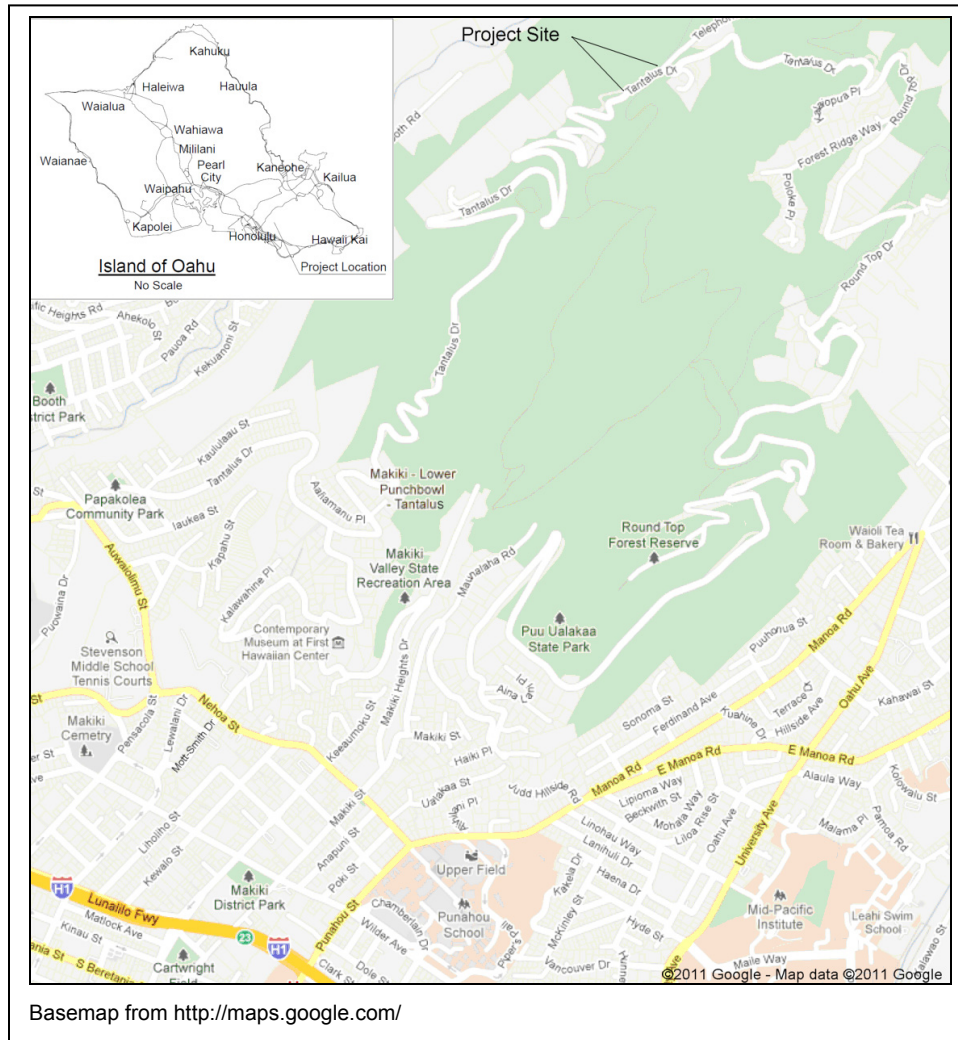 Project Site
Kahuku
Haleiwa
Hauula
Waialua
Wahiawa
Mililani
Waianae
Pearl
City
Kaneohe
Kailua
Waipahu
Kapolei
Honolulu
Hawaii Kai
Island of Oahu
No Scale
Project Location
Tantalus Dr
Tantalus Dr
Round Top Dr
Forest Ridge Way
Poloke Pl
Tantalus Dr
Round Top Dr
Tantalus Dr
ific Heights Rd
Ahekolo St
Pauoa Rd
Kekuanoni St
Booth
strict Park
Kaululaau St
Tantalus Dr
Aaliamanu Pl
Makiki - Lower
Punchbowl
- Tantalus
St
Papakolea
Community Park
Iaukea St
Kapahu St
Auwaiolimu St
Puowaina Dr
Kalawahine Pl
Makiki
Valley State
Recreation Area
Maunalaha Rd
Round Top
Forest Reserve
Waioli Tea
Room & Bakery
Puu Ualakaa
State Park
Contemporary
Museum at First
Hawaiian Center
Stevenson
Middle School
Tennis Courts
Makiki Heights Dr
Puuhonua St
Manoa Rd
Oahu Ave
Kahawai St
Sonoma St
Ferdinand Ave
Kuahine Dr
Terrace Dr
Hillside Ave
St
Makiki
Cemetry
Pensacola St
Lewalani Dr
Mott-Smith Dr
Nehoa St
Keeaumoku St
Makiki St
Haiki Pl
Ualakaa St
Judd Hillside Rd
Manoa Rd
E Manoa Rd
E Manoa Rd
Alaula Way
Kolowalu St
Lipioma Way
Beckwith St
Mohala Way
Liloa Rise St
Oahu Ave
University Ave
Malama Pl
Pamoa Rd
Liholiho St
Kewalo St
Makiki St
Anapuni St
Poki St
Linohau Way
Lanihuli Dr
Kakela Dr
Haena Dr
McKinley St
Hyde St
Vancouver Dr
Upper Field
Punahou
School
Mid-Pacific
Institute
Leahi Swim
School
Maile Way
H1
Lunalilo Fwy
Makiki
District Park
23
H1
Matlock Ave
Kinau St
S Beretania
Cartwright
Field
Punahou St
Chamberlain Dr
Wilder Ave
Clark St
Dole St
©2011 Google - Map data ©2011 Google
Basemap from http://maps.google.com/